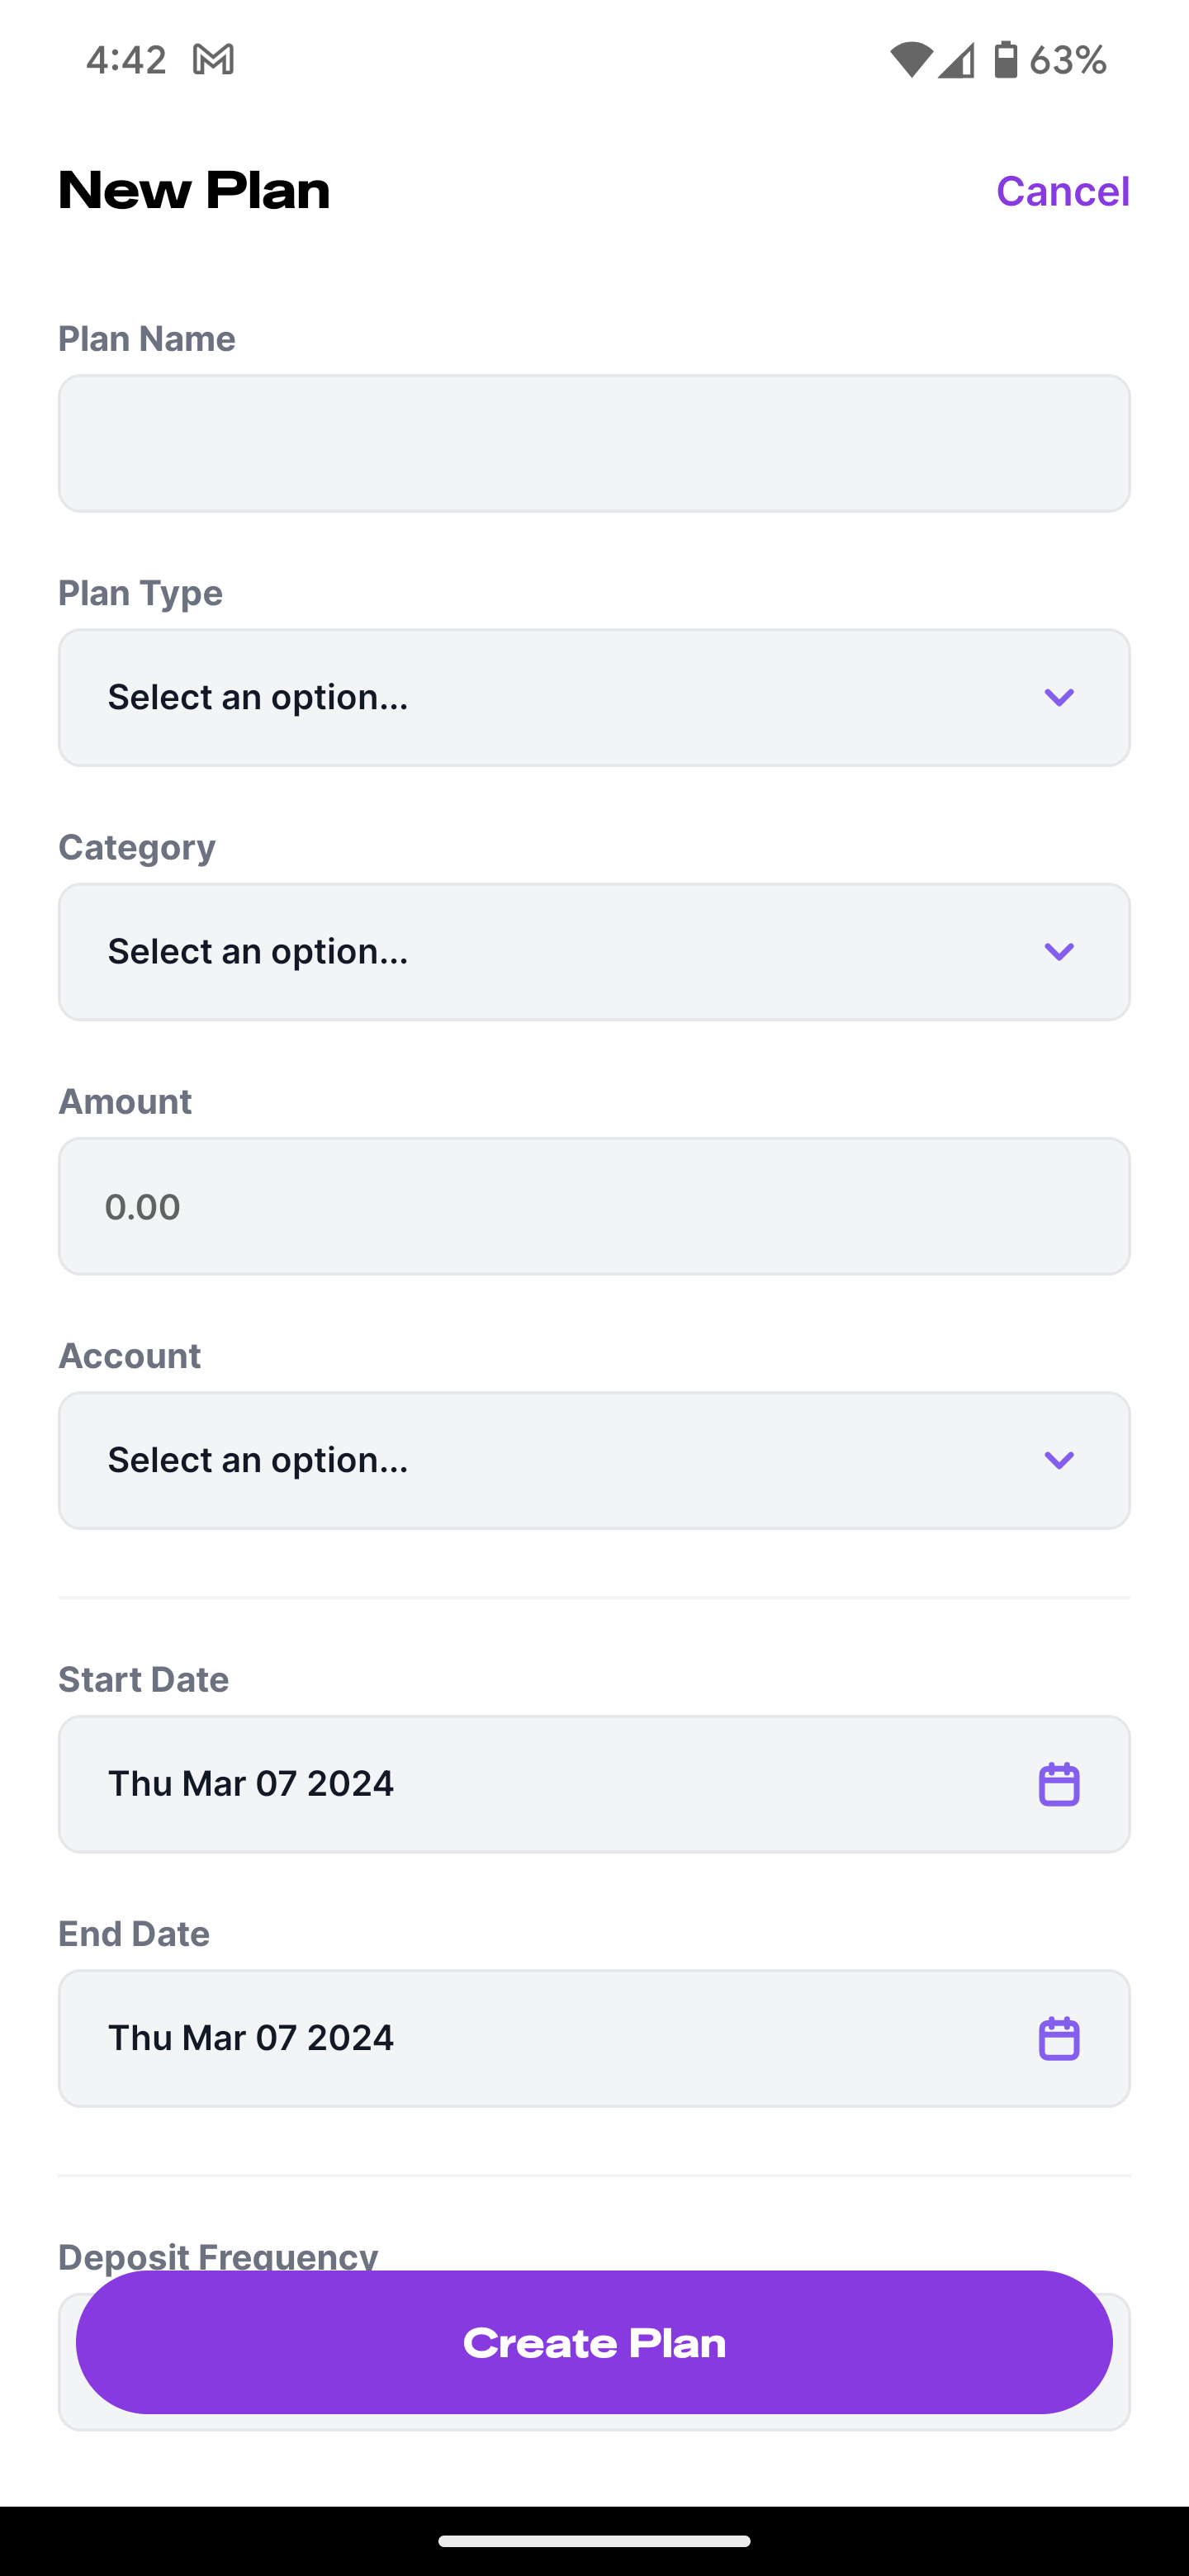 4:42
63%
New Plan
Cancel
Plan Name
Plan Type
Select an option...
Category
Select an option...
Amount
0.00
Account
Select an option...
Start Date
Thu Mar 07 2024
End Date
Thu Mar 07 2024
Deposit Frequency
Create Plan